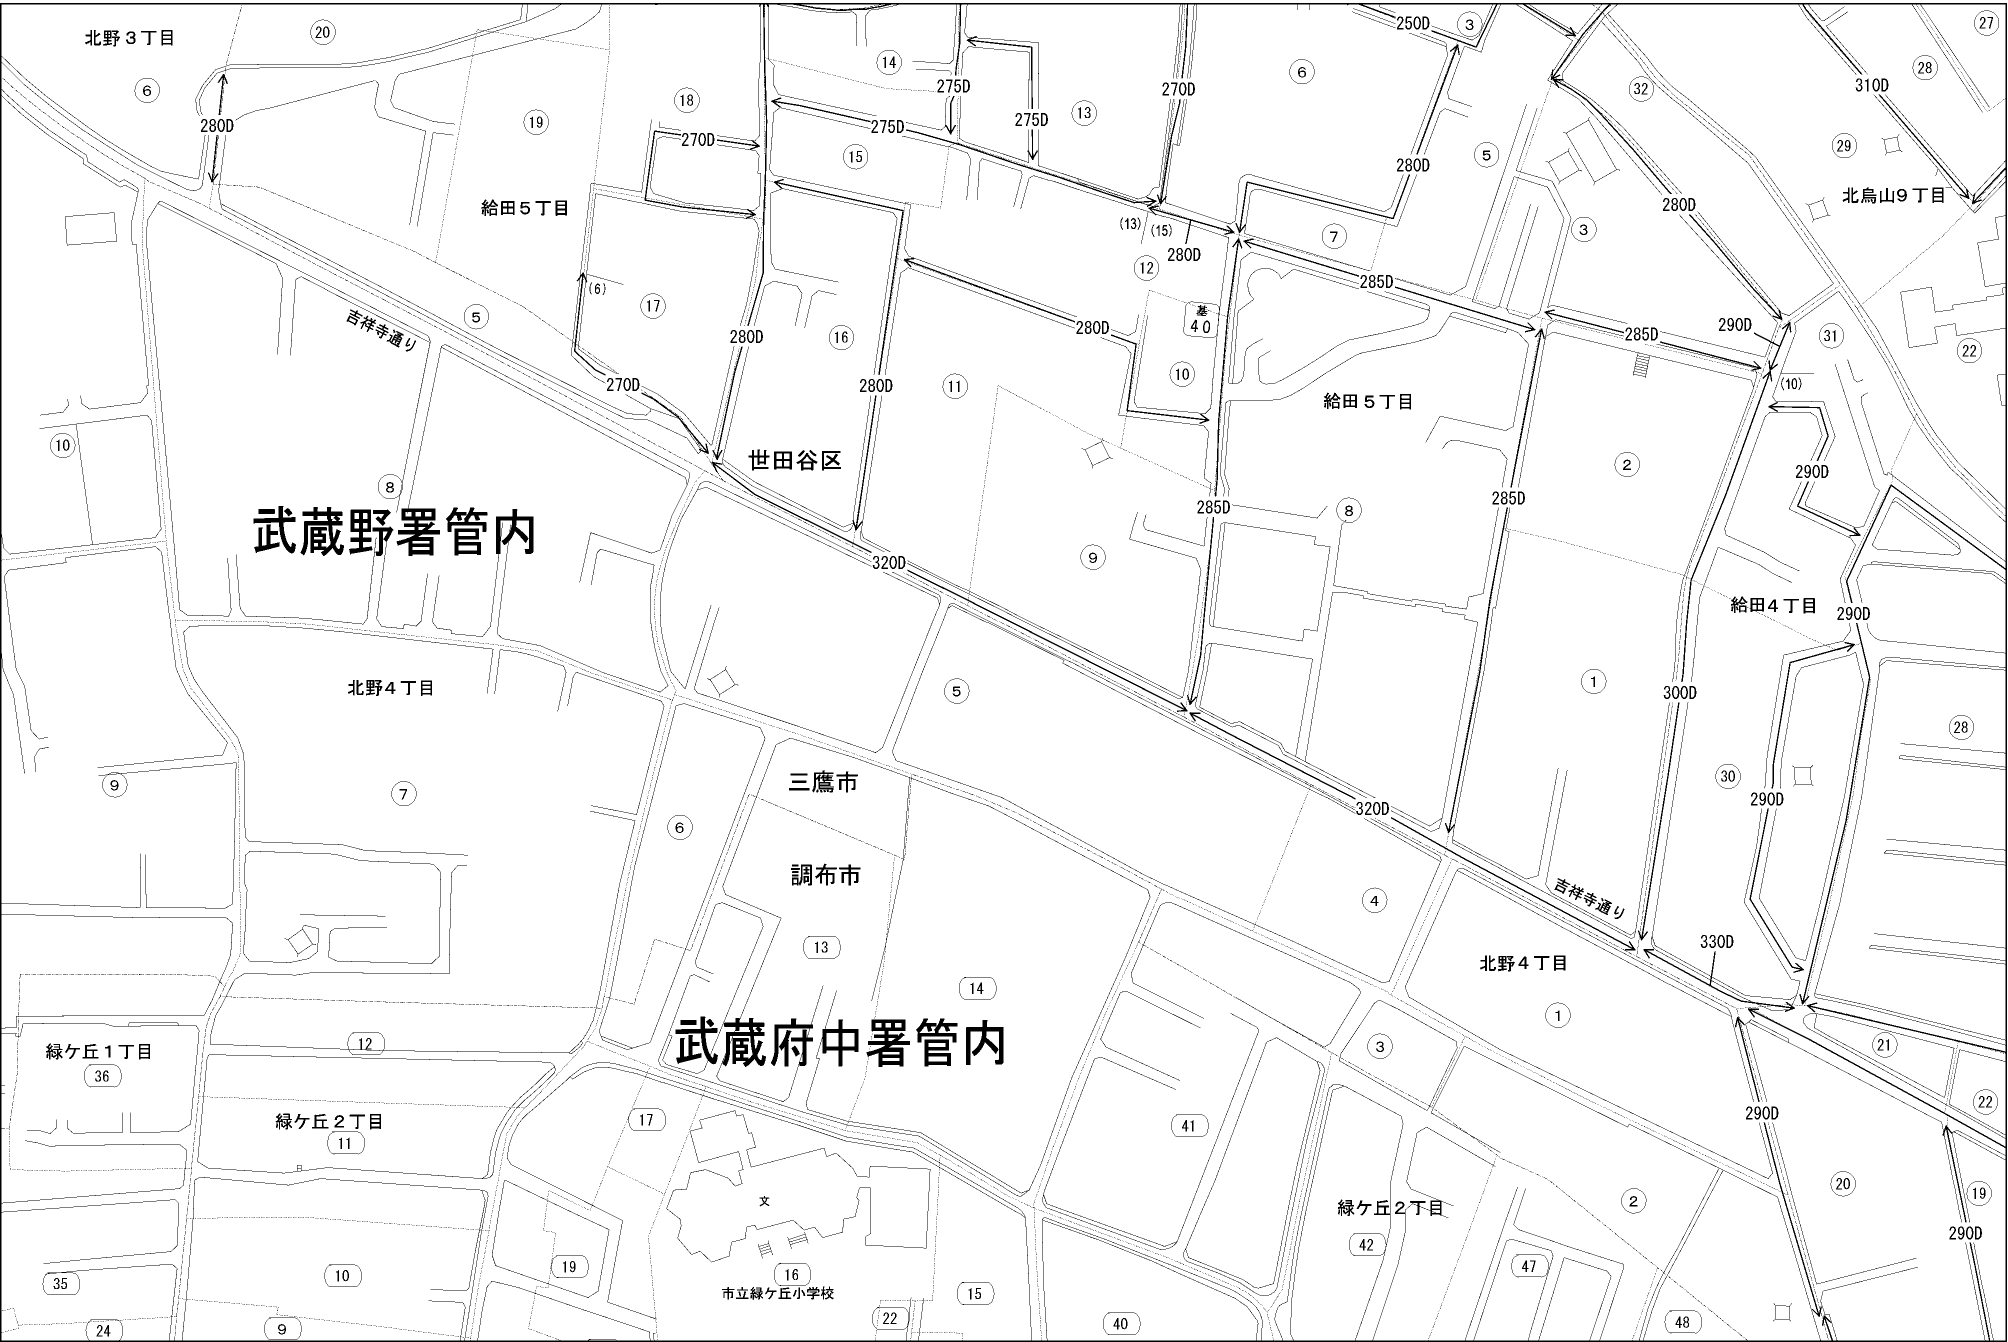 北野３丁目
20
6
280D
19
18
270D
給田５丁目
14
275D
275D
275D
13
15
270D
250D
3
6
280D
5
7
3
32
27
28
310D
29
北烏山９丁目
280D
(13)
(15)
280D
12
285D
基
40
(6)
17
280D
16
280D
280D
11
10
270D
5
吉祥寺通り
285D
290D
31
22
(10)
給田５丁目
2
290D
世田谷区
10
8
武蔵野署管内
285D
285D
8
9
320D
給田４丁目
290D
1
300D
北野４丁目
5
三鷹市
9
7
6
調布市
320D
30
290D
28
4
吉祥寺通り
330D
北野４丁目
13
14
1
武蔵府中署管内
12
緑ケ丘１丁目
36
3
21
22
緑ケ丘２丁目
11
17
41
290D
20
19
290D
文
緑ケ丘２丁目
42
2
47
48
35
10
19
16
市立緑ケ丘小学校
15
22
40
24
9